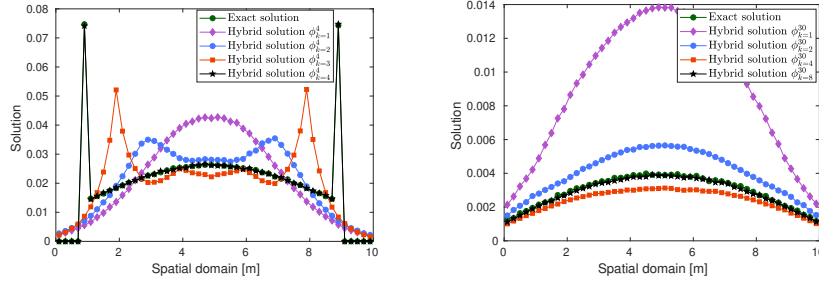 0.08
0.07
0.06
0.05
0.04
0.03
0.02
0.01
0
0 2 4 6 8 10
Solution
Spatial domain [m]
Exact solution
Hybrid solution ϕ⁴ₖ₌₁
Hybrid solution ϕ⁴ₖ₌₂
Hybrid solution ϕ⁴ₖ₌₃
Hybrid solution ϕ⁴ₖ₌₄
0.014
0.012
0.010
0.008
0.006
0.004
0.002
0
0 2 4 6 8 10
Solution
Spatial domain [m]
Exact solution
Hybrid solution ϕ³⁰ₖ₌₁
Hybrid solution ϕ³⁰ₖ₌₂
Hybrid solution ϕ³⁰ₖ₌₄
Hybrid solution ϕ³⁰ₖ₌₈